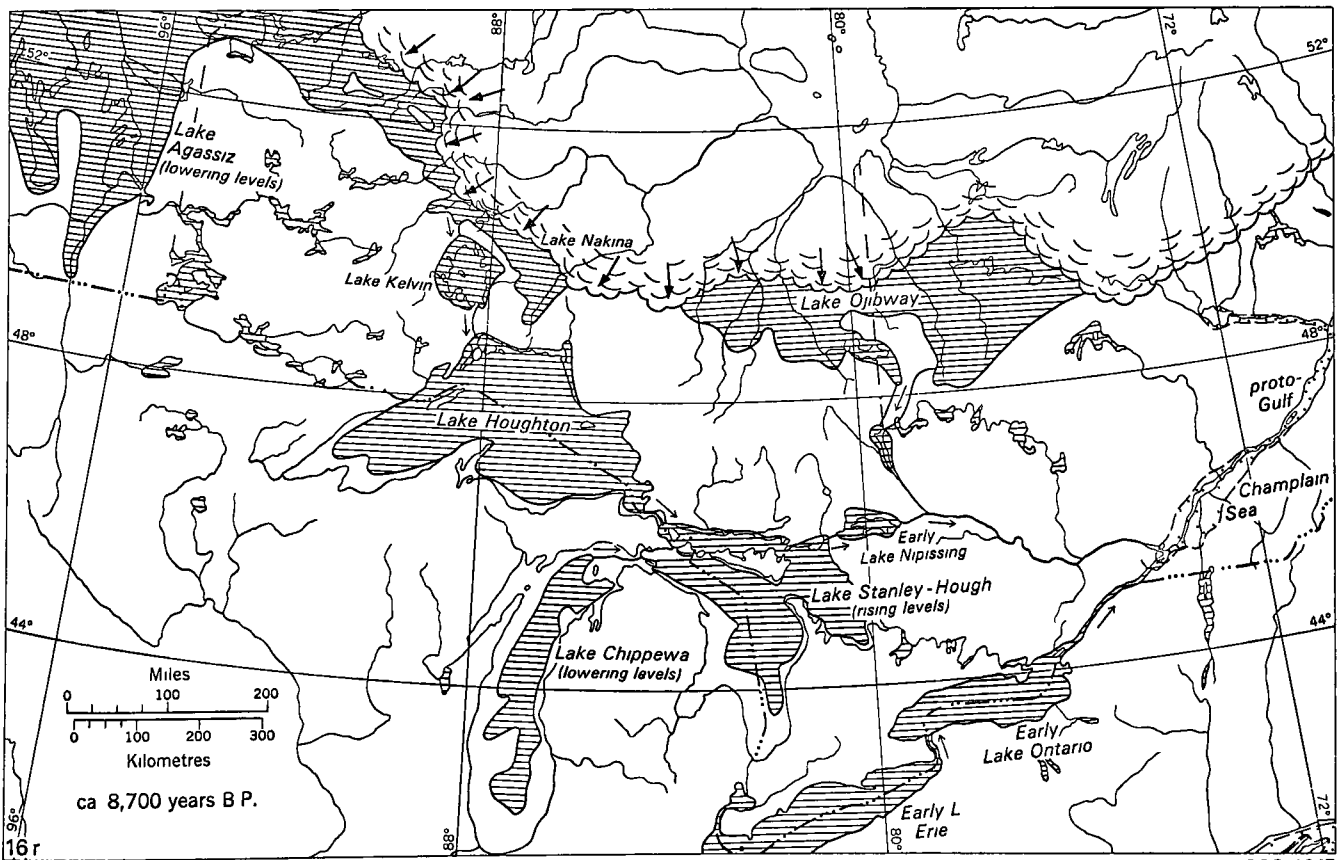 96°
88°
80°
72°
52°
52°
Lake
Agassiz
(lowering levels)
Lake Nakina
Lake Kelvin
Lake Ojibway
48°
48°
proto-
Gulf
Lake Houghton
Champlain
Sea
Early
Lake Nipissing
Lake Stanley-Hough
(rising levels)
44°
44°
Lake Chippewa
(lowering levels)
Miles
0 100 200
0 100 200 300
Kilometres
Early
Lake Ontario
ca 8,700 years B P.
Early L
Erie
96°
88°
80°
72°
16 r